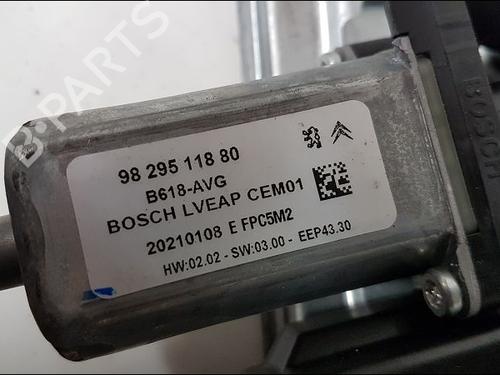 98 295 118 80
B618-AVG
BOSCH LVEAP CEM01
20210108 E FPC5M2
HW:02.02 - SW:03.00 - EEP43.30
BOSCH
B-PARTS